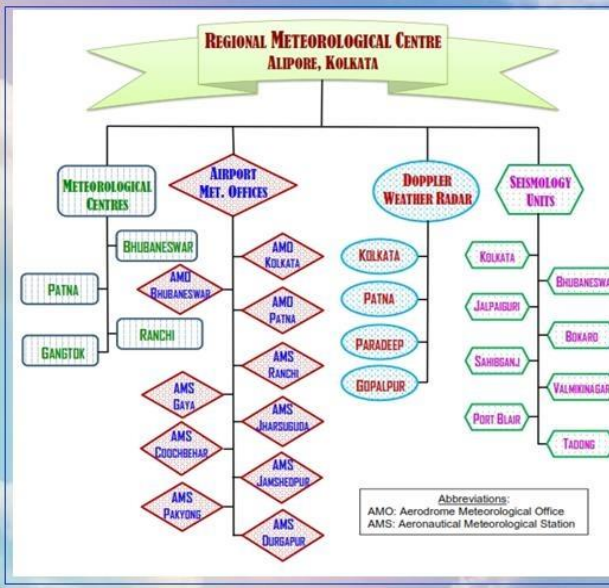 REGIONAL METEOROLOGICAL CENTRE
ALIPORE, KOLKATA
METEOROLOGICAL
CENTRES
BHUBANESWAR
PATNA
RANCHI
GANGTOK
AIRPORT
MET. OFFICES
AMO
KOLKATA
AMO
BHUBANESWAR
AMO
PATNA
AMS
RANCHI
AMS
GAYA
AMS
JHARSUGUDA
AMS
COOCHBEHAR
AMS
JAMSHEDPUR
AMS
PAKYONG
AMS
DURGAPUR
DOPPLER
WEATHER RADAR
KOLKATA
PATNA
PARADEEP
GOPALPUR
SEISMOLOGY
UNITS
KOLKATA
BHUBANESWA
JALPAIGURI
BOKARO
SAHIBGANJ
VALMIKINAGAR
PORT BLAIR
TADONG
Abbreviations:
AMO: Aerodrome Meteorological Office
AMS: Aeronautical Meteorological Station